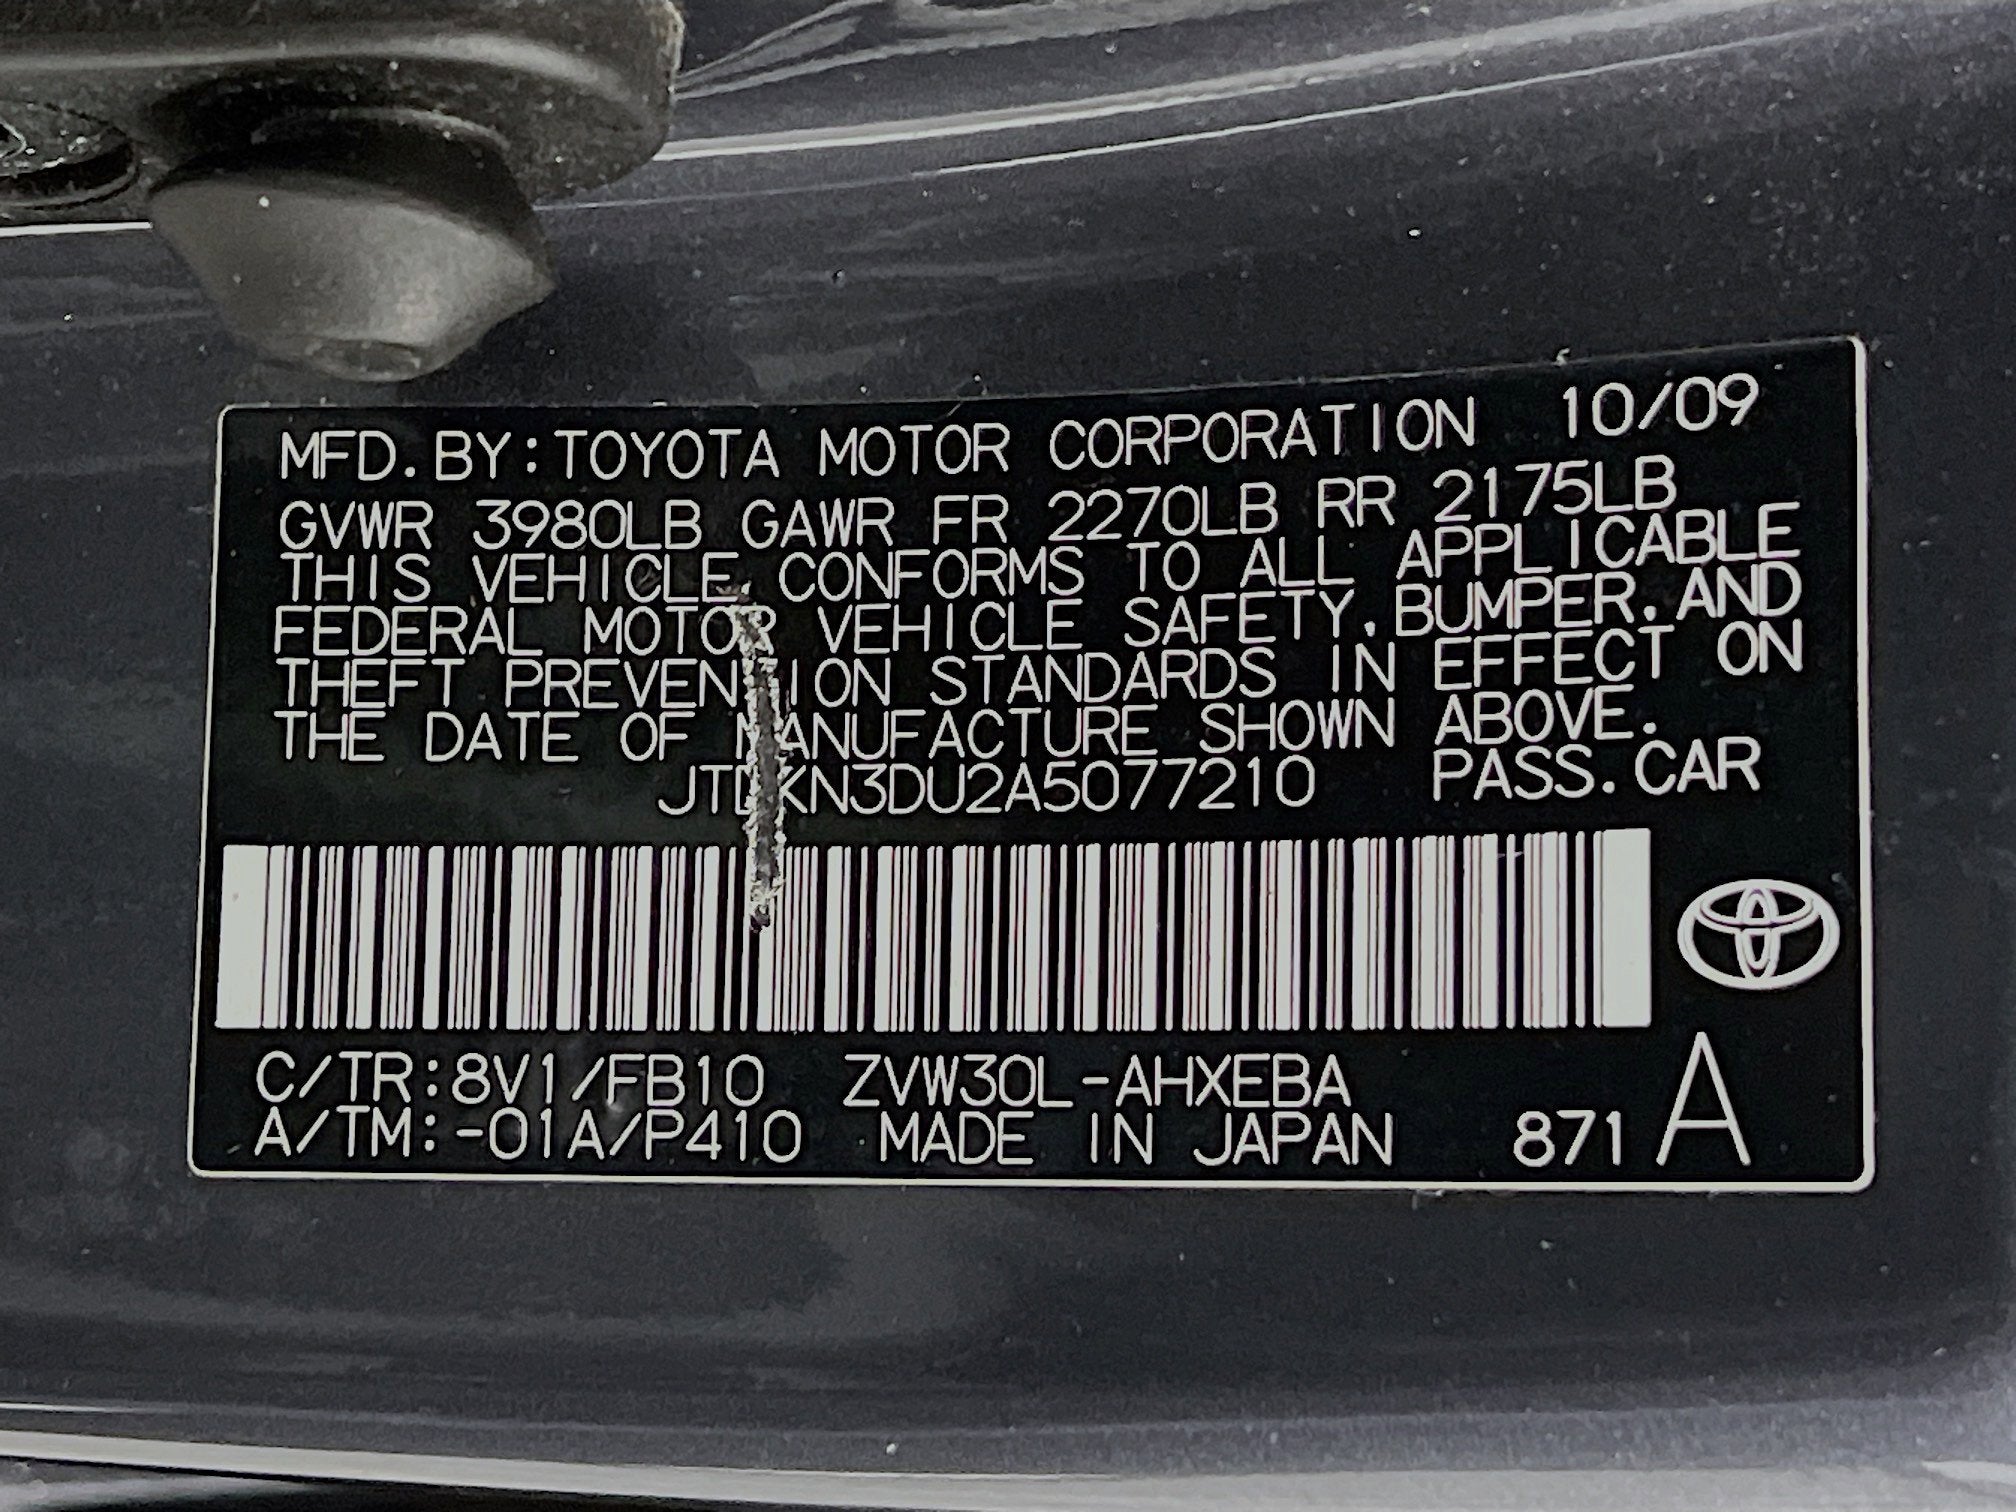 MFD. BY: TOYOTA MOTOR CORPORATION 10/09
GVWR 3980LB GAWR FR 2270LB RR 2175LB
THIS VEHICLE CONFORMS TO ALL APPLICABLE
FEDERAL MOTOR VEHICLE SAFETY, BUMPER, AND
THEFT PREVENTION STANDARDS IN EFFECT ON
THE DATE OF MANUFACTURE SHOWN ABOVE.
JTDKN3DU2A5077210 PASS. CAR
C/TR: 8V1/FB10 ZVW30L-AHXEBA
A/TM: -01A/P410 MADE IN JAPAN 871 A